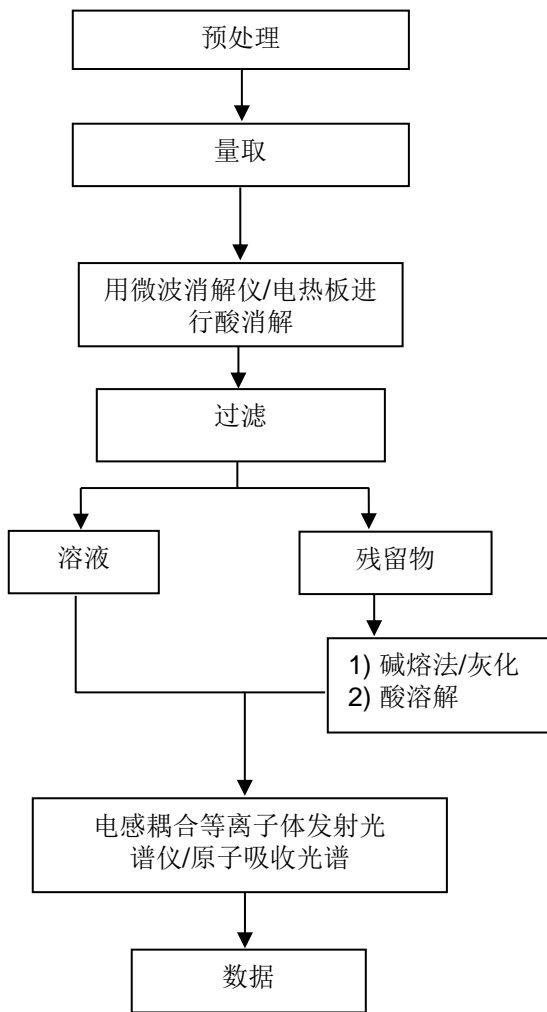 预处理
量取
用微波消解仪/电热板进
行酸消解
过滤
溶液
残留物
1) 碱熔法/灰化
2) 酸溶解
电感耦合等离子体发射光
谱仪/原子吸收光谱
数据